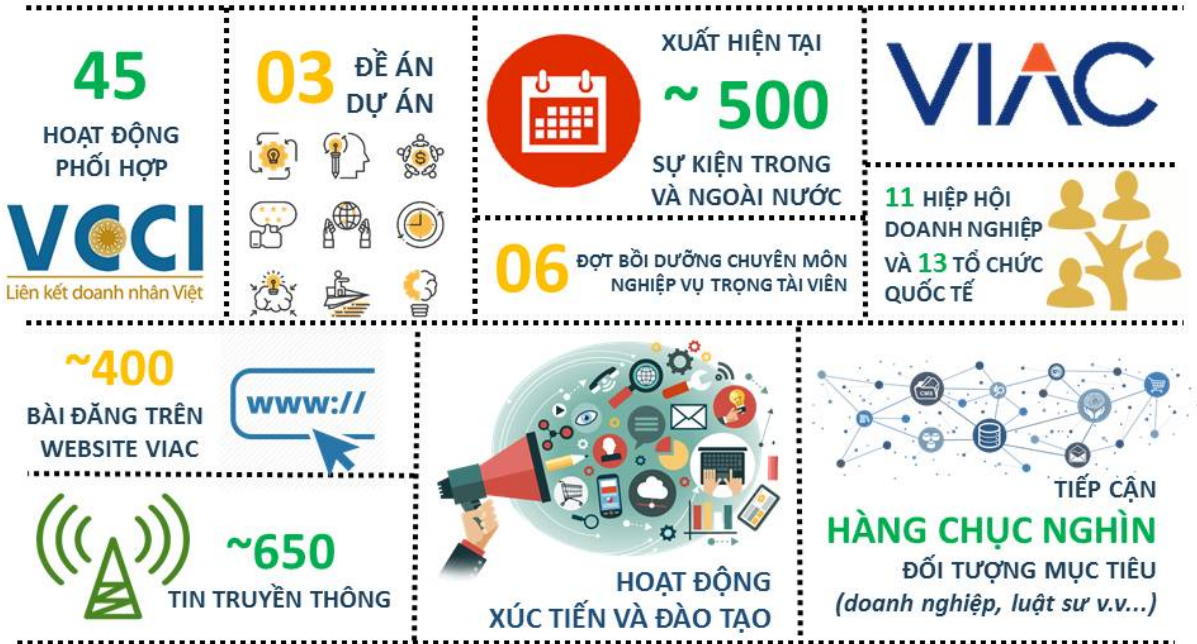 45
HOẠT ĐỘNG
PHỐI HỢP
VCCI
Liên kết doanh nhân Việt
03 ĐỀ ÁN
DỰ ÁN
XUẤT HIỆN TẠI
~ 500
SỰ KIỆN TRONG
VÀ NGOÀI NƯỚC
06 ĐỢT BỒI DƯỠNG CHUYÊN MÔN
NGHIỆP VỤ TRỌNG TÀI VIÊN
VIAC
11 HIỆP HỘI
DOANH NGHIỆP
VÀ 13 TỔ CHỨC
QUỐC TẾ
~400
BÀI ĐĂNG TRÊN
WEBSITE VIAC
www://
~650
TIN TRUYỀN THÔNG
HOẠT ĐỘNG
XÚC TIẾN VÀ ĐÀO TẠO
CMS
TIẾP CẬN
HÀNG CHỤC NGHÌN
ĐỐI TƯỢNG MỤC TIÊU
(doanh nghiệp, luật sư v.v...)